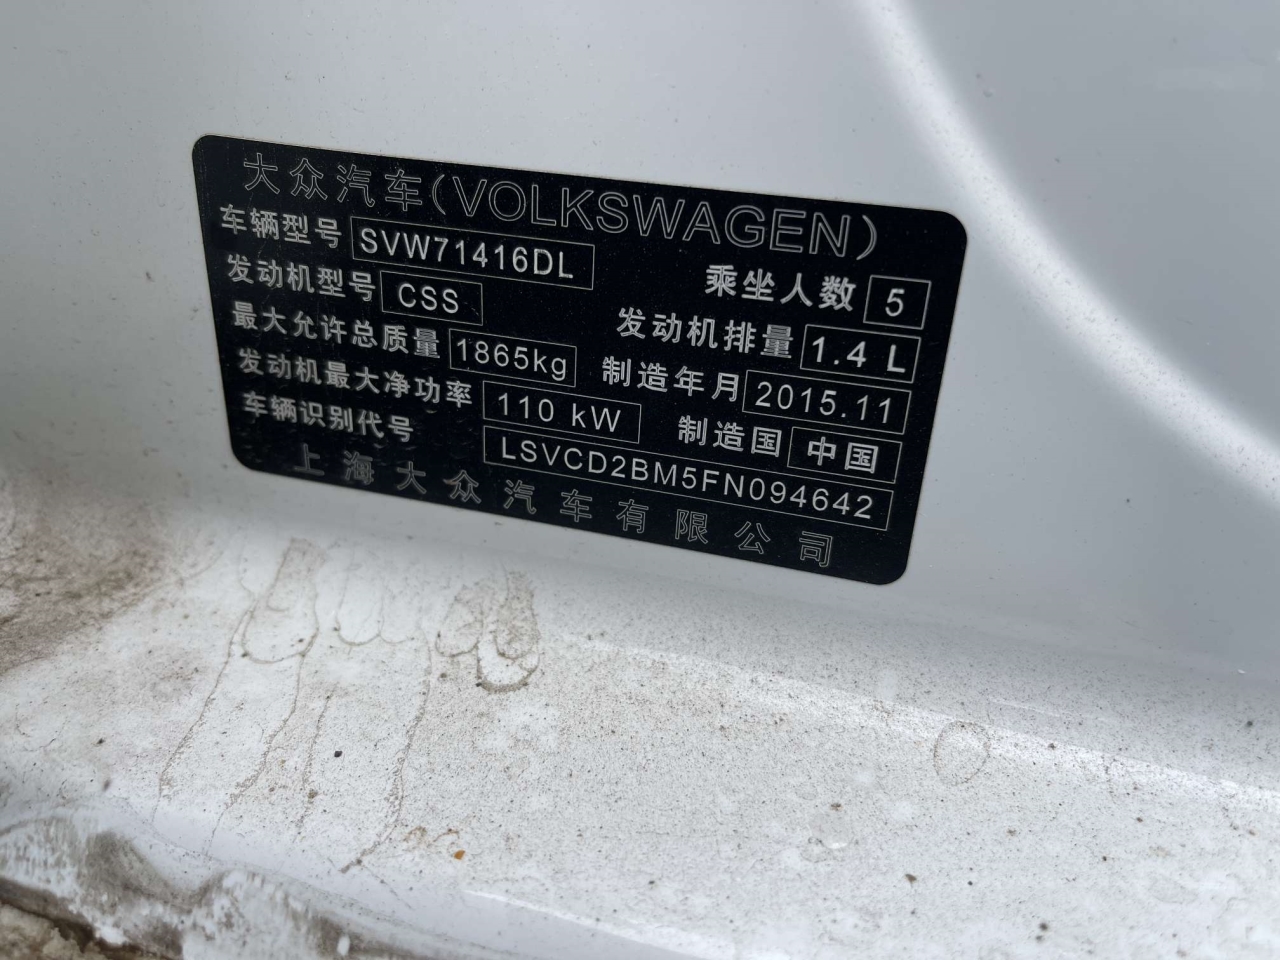 大众汽车(VOLKSWAGEN)
车辆型号 SVW71416DL 乘坐人数 5
发动机型号 CSS 发动机排量 1.4 L
最大允许总质量 1865kg 制造年月 2015.11
发动机最大净功率 110 kW 制造国 中国
车辆识别代号 LSVCD2BM5FN094642
上海大众汽车有限公司